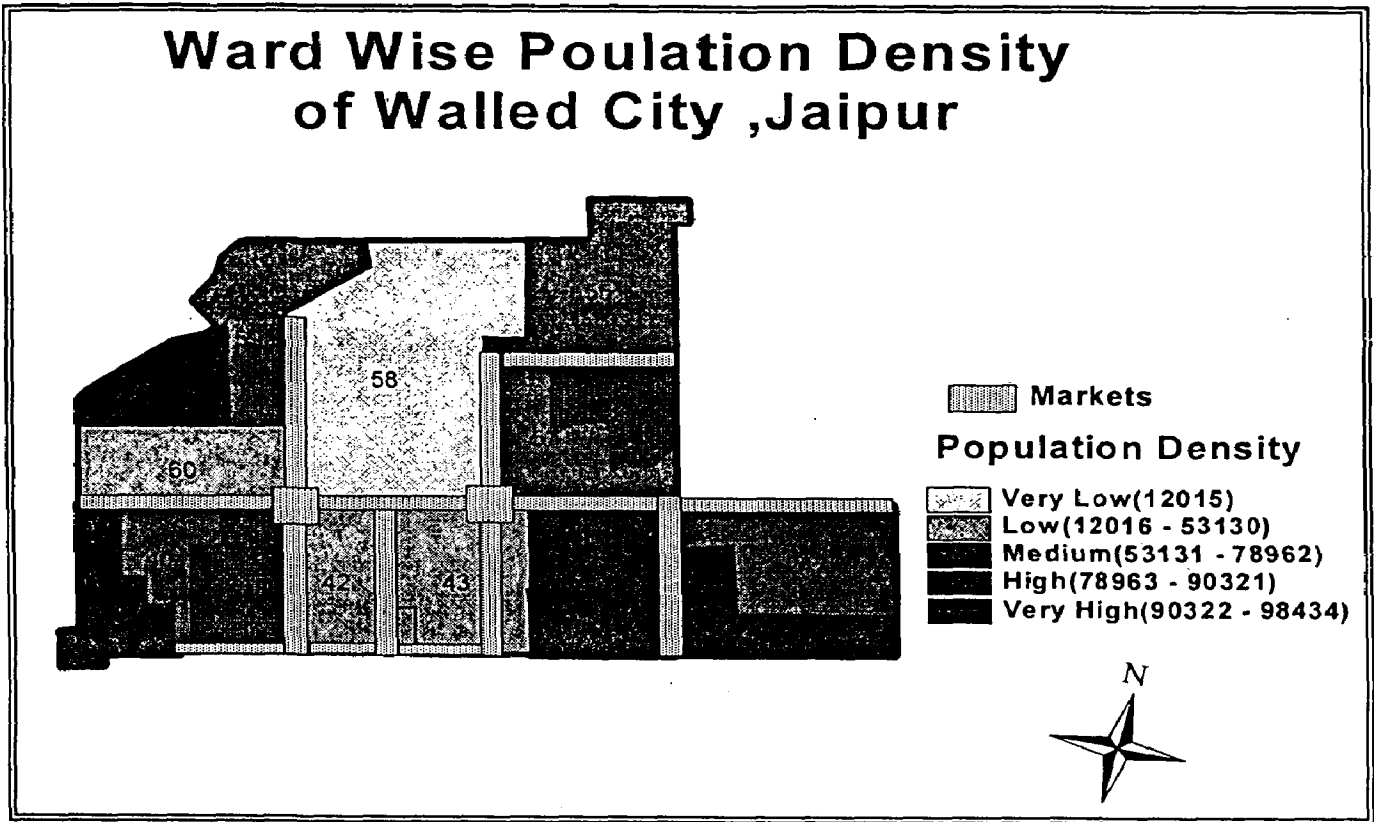 Ward Wise Poulation Density
of Walled City ,Jaipur
58
60
42
43
Markets
Population Density
Very Low(12015)
Low(12016 - 53130)
Medium(53131 - 78962)
High(78963 - 90321)
Very High(90322 - 98434)
N